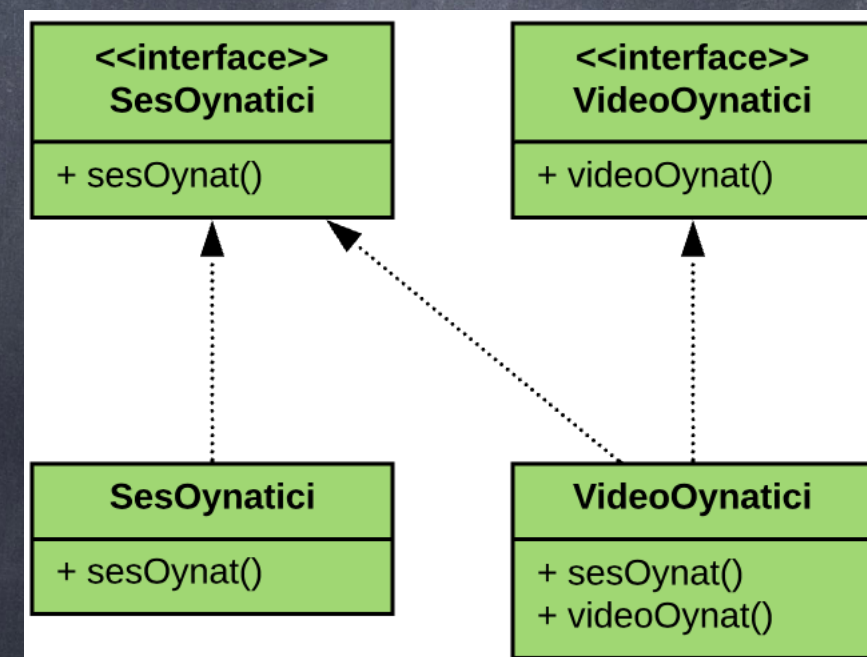 <<interface>>
SesOynatici
+ sesOynat()
<<interface>>
VideoOynatici
+ videoOynat()
SesOynatici
+ sesOynat()
VideoOynatici
+ sesOynat()
+ videoOynat()